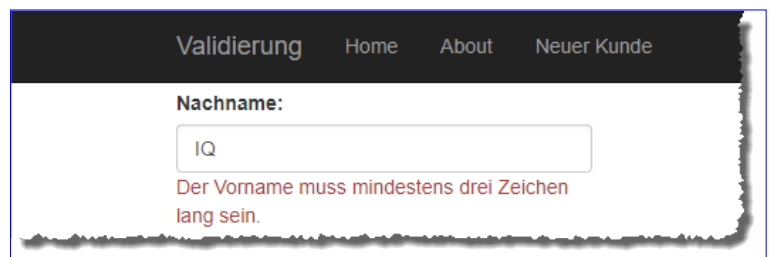 Validierung Home About Neuer Kunde
Nachname:
IQ
Der Vorname muss mindestens drei Zeichen
lang sein.